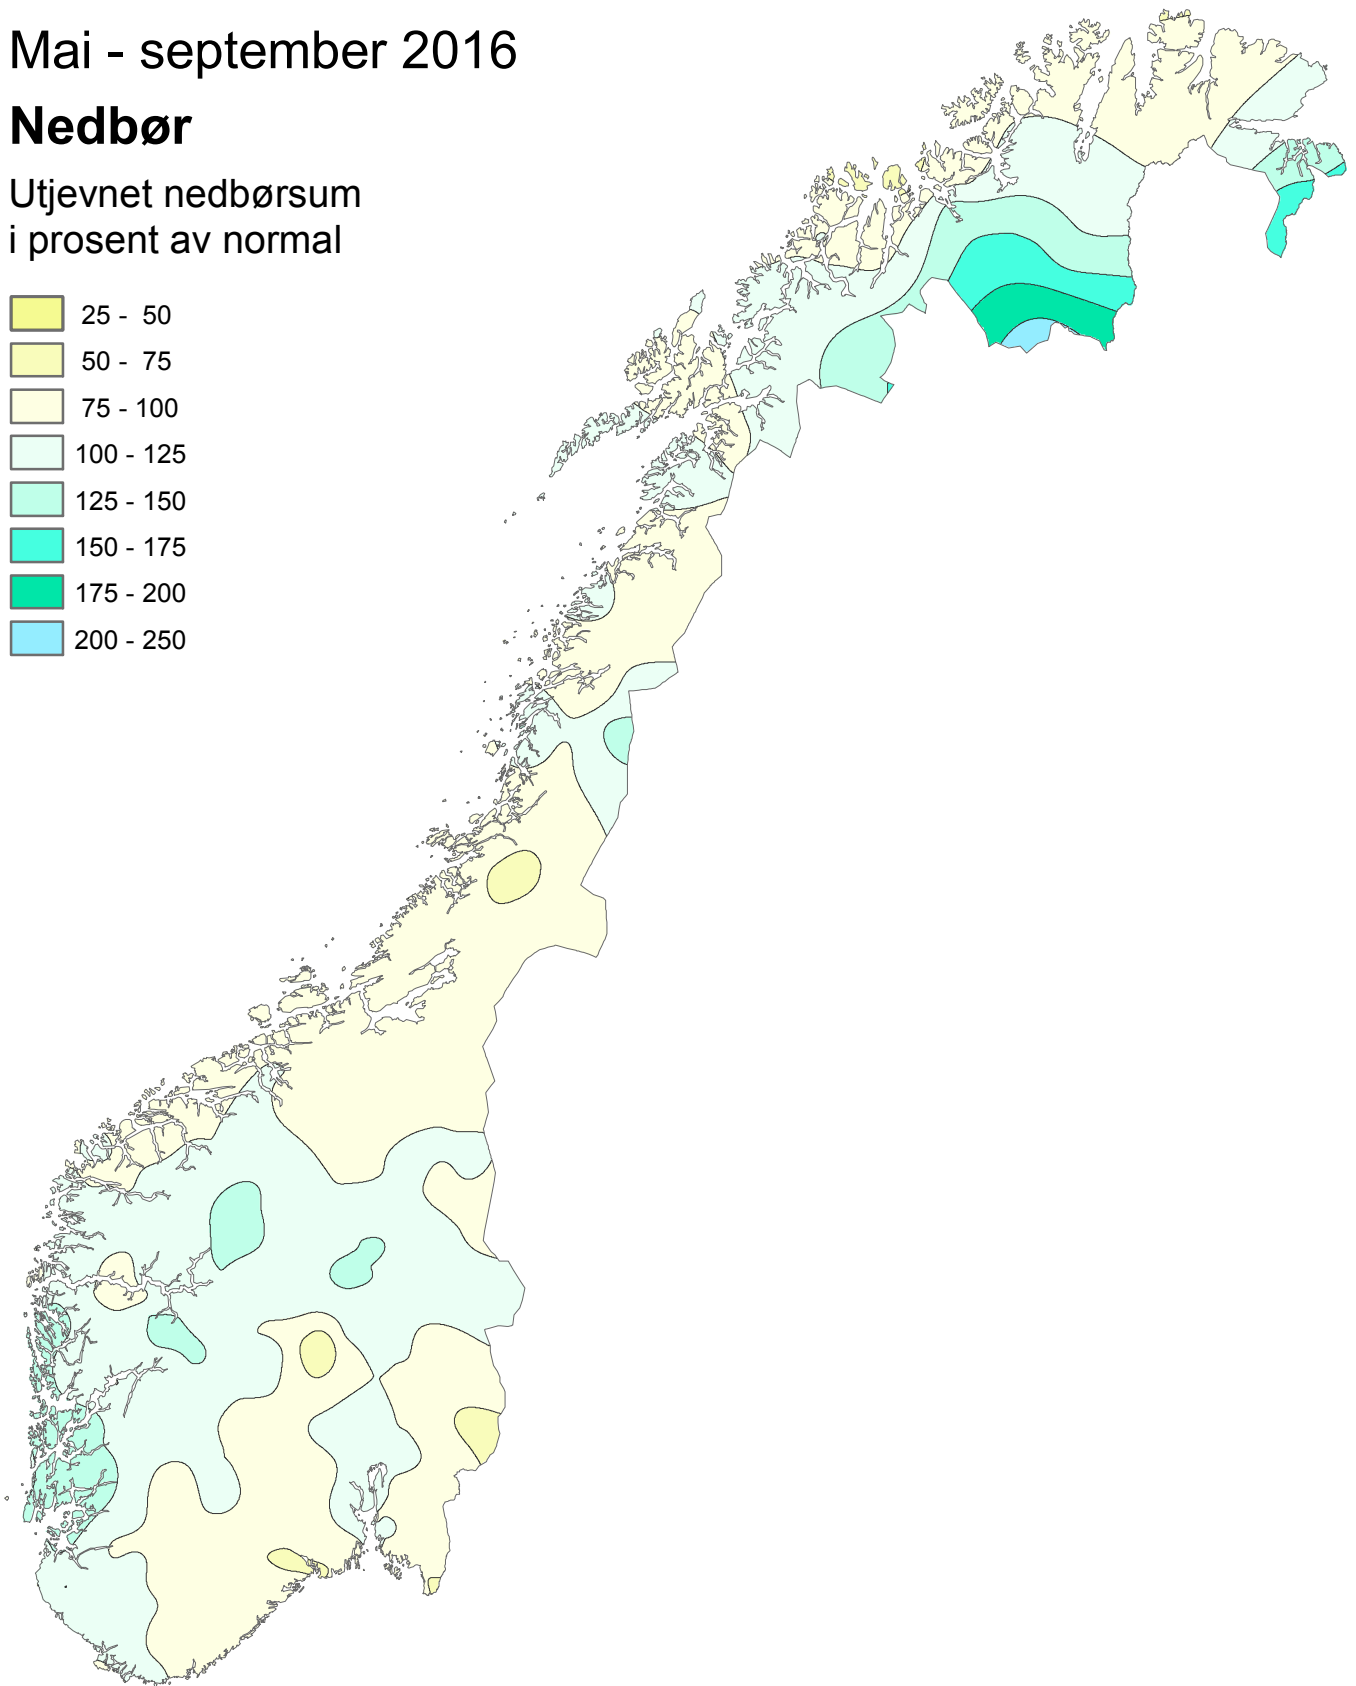 Mai - september 2016
Nedbør
Utjevnet nedbørsum
i prosent av normal
25 - 50
50 - 75
75 - 100
100 - 125
125 - 150
150 - 175
175 - 200
200 - 250